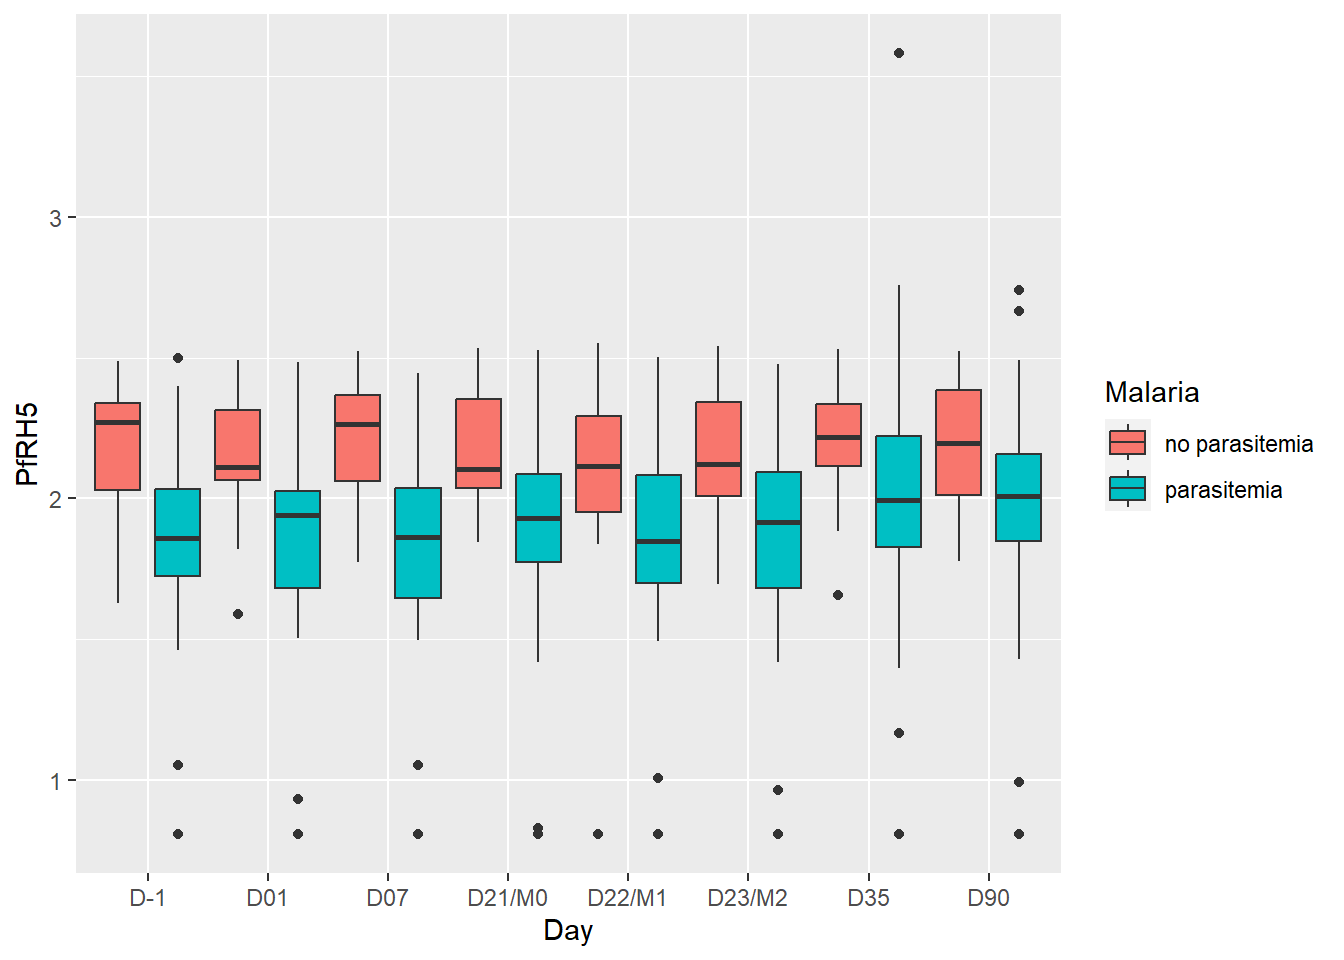 PfRH5
3
2
1
D-1 D01 D07 D21/M0 D22/M1 D23/M2 D35 D90
Day
Malaria
no parasitemia
parasitemia